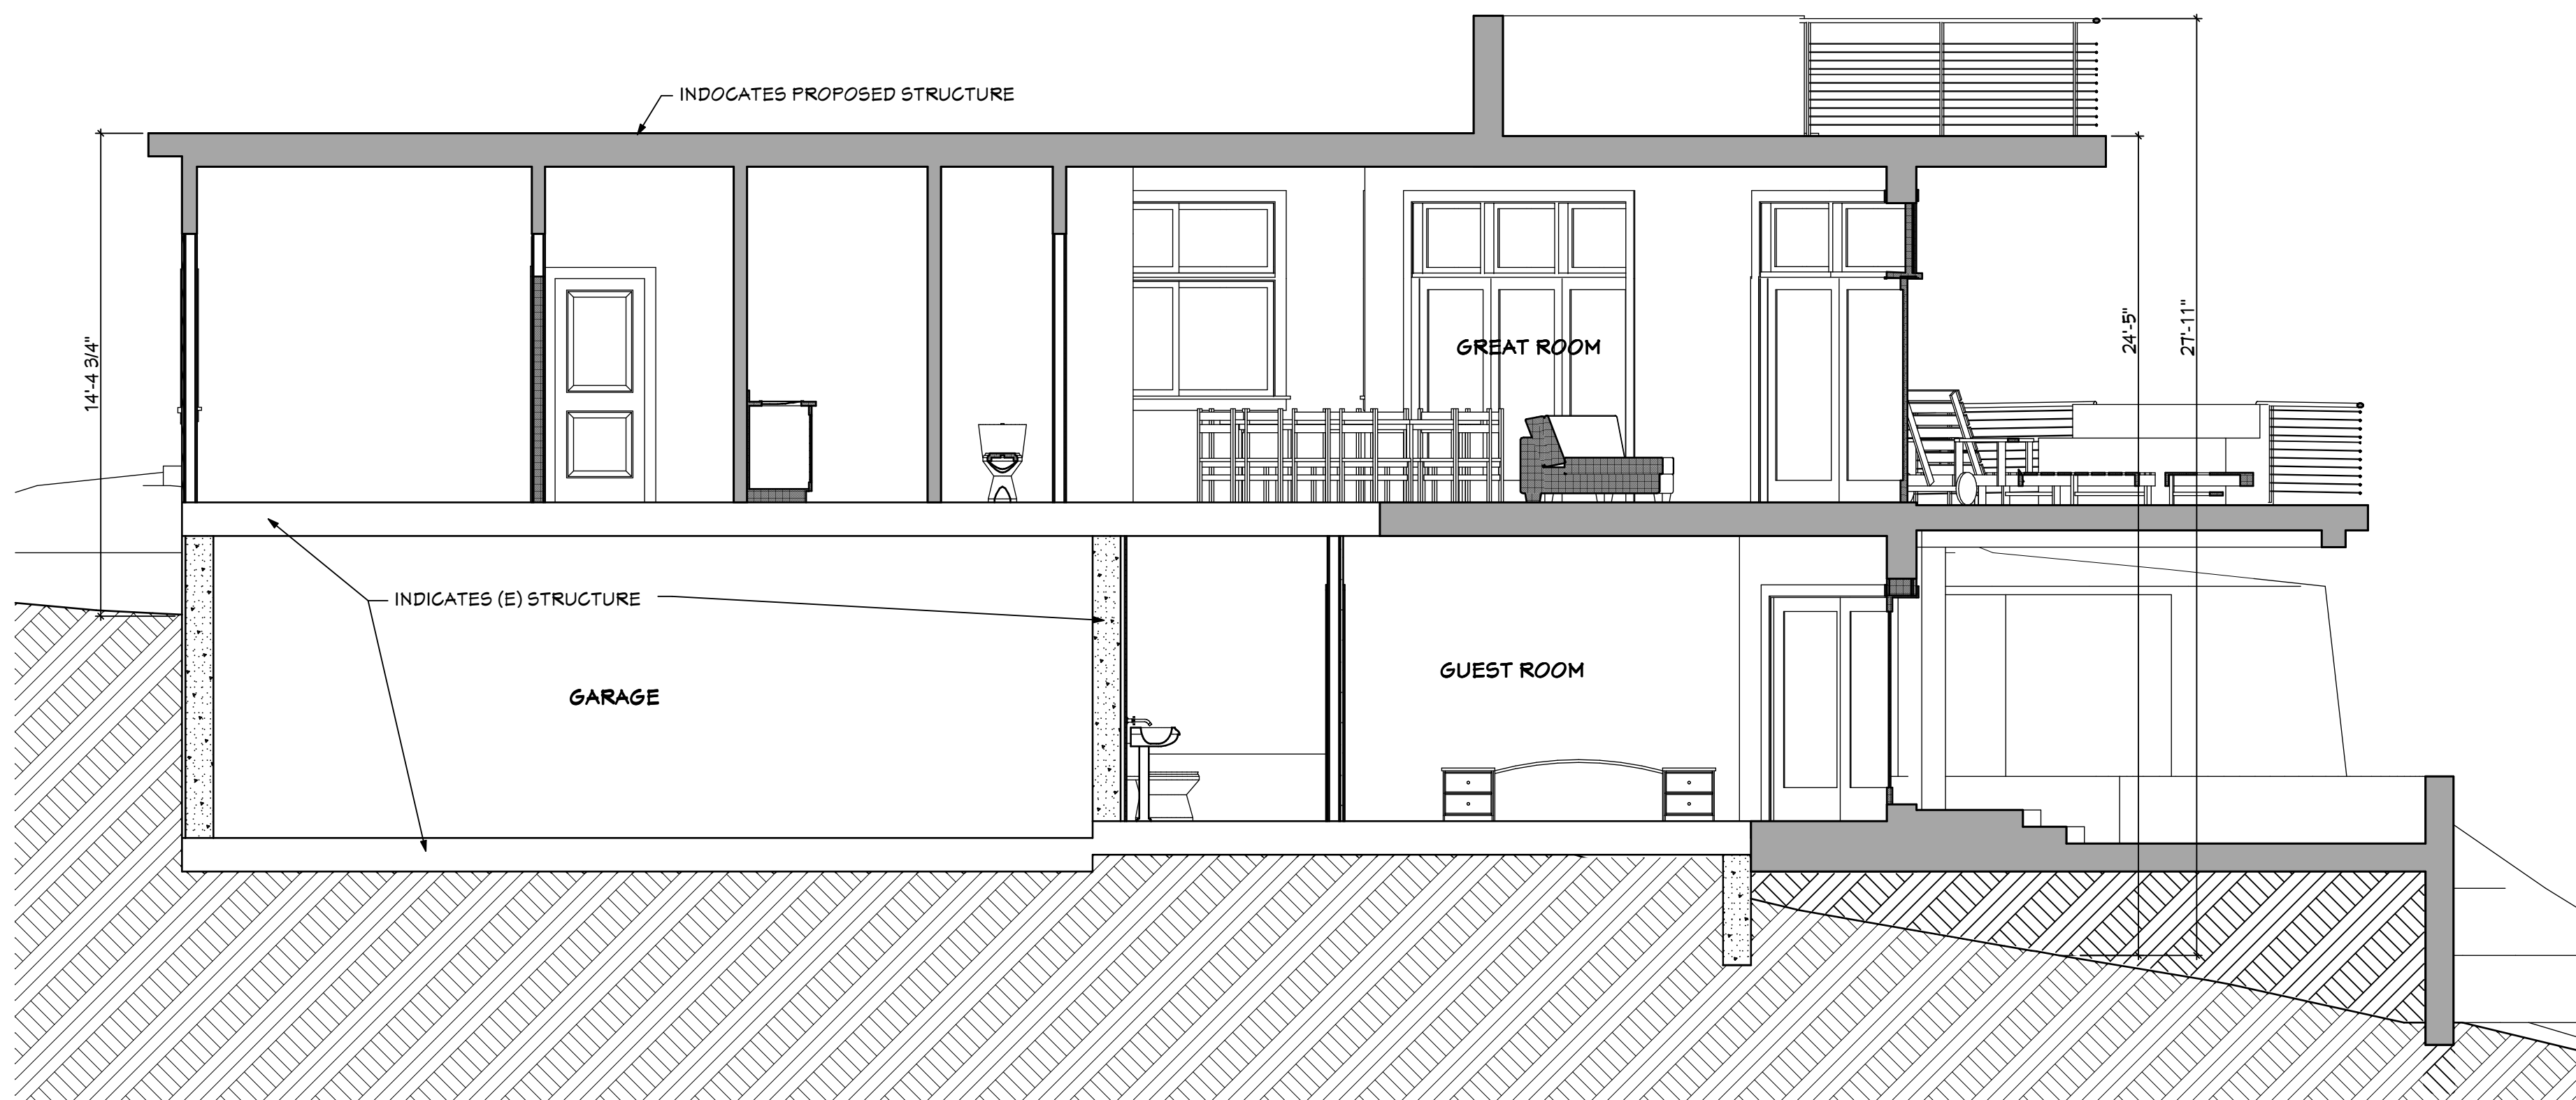 INDOCATES PROPOSED STRUCTURE
14'-4 3/4"
24'-5"
27'-11"
GREAT ROOM
INDICATES (E) STRUCTURE
GUEST ROOM
GARAGE